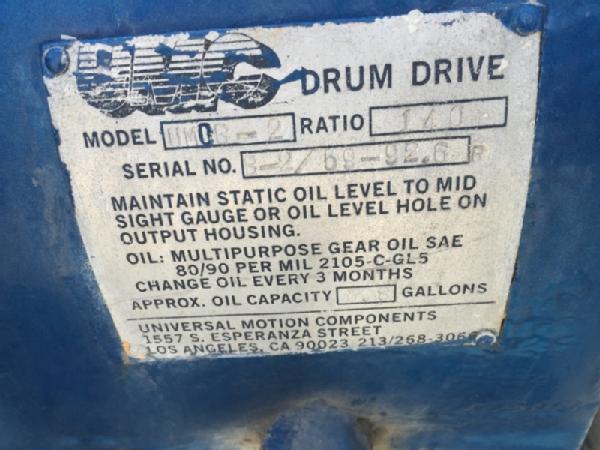 UMC DRUM DRIVE
MODEL RATIO
SERIAL NO.
MAINTAIN STATIC OIL LEVEL TO MID
SIGHT GAUGE OR OIL LEVEL HOLE ON
OUTPUT HOUSING.
OIL: MULTIPURPOSE GEAR OIL SAE
80/90 PER MIL 2105-C-GL5
CHANGE OIL EVERY 3 MONTHS
APPROX. OIL CAPACITY GALLONS
UNIVERSAL MOTION COMPONENTS
1557 S. ESPERANZA STREET
LOS ANGELES, CA 90023